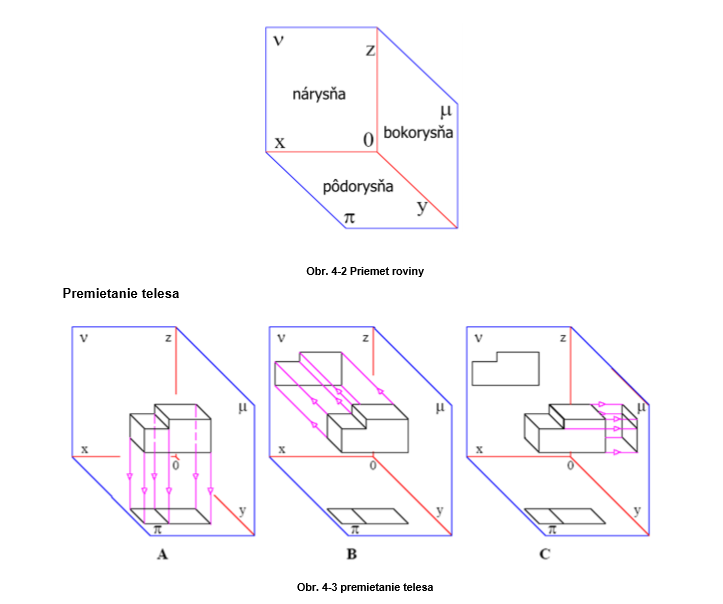 ν
z
nárysňa
μ
bokorysňa
x
0
pôdorysňa
y
π
Obr. 4-2 Priemet roviny
Premietanie telesa
ν z
μ
x
0
y
π
A
ν z
μ
x
0
y
π
B
ν z
μ
x
0
y
π
C
Obr. 4-3 premietanie telesa